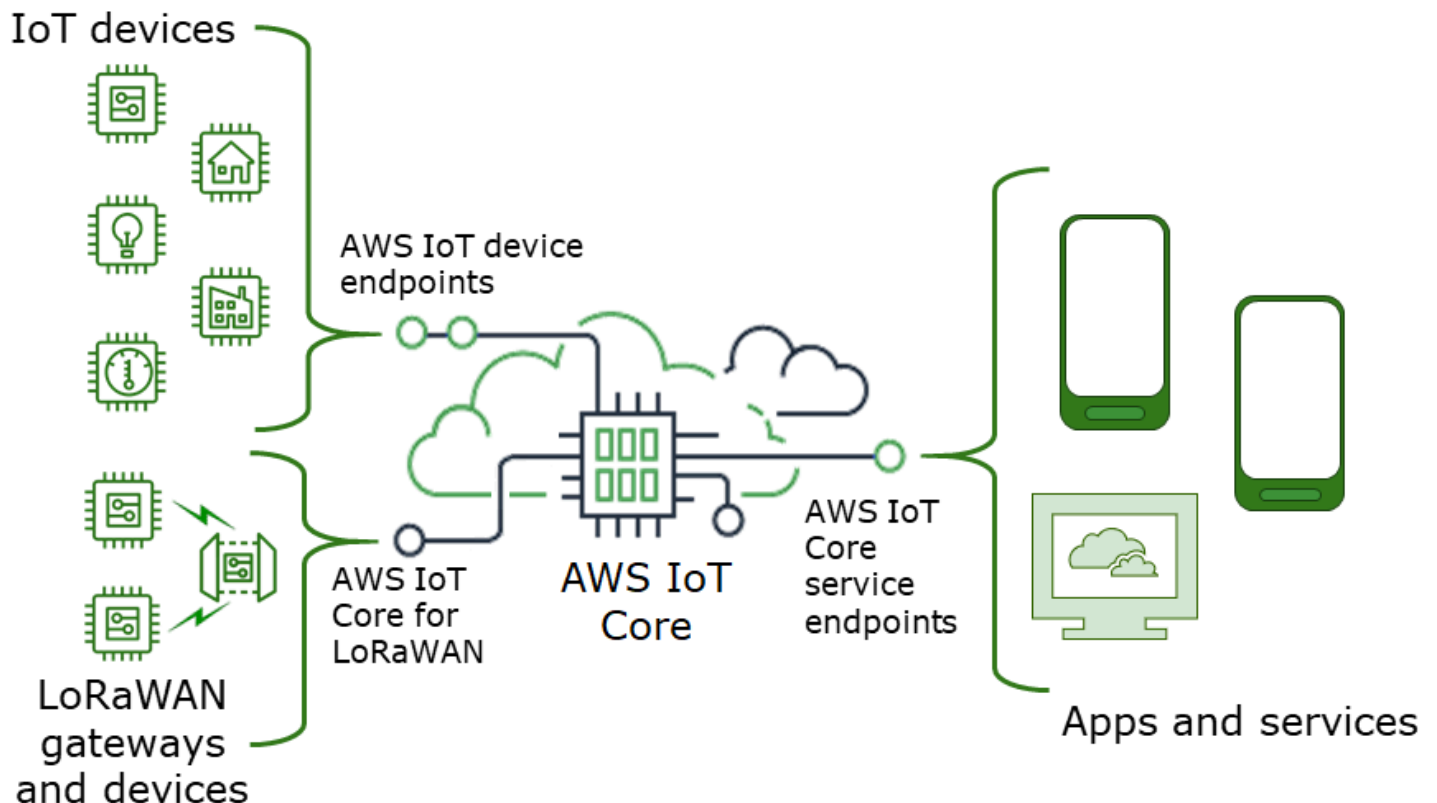 IoT devices
AWS IoT device
endpoints
AWS IoT
Core for
LoRaWAN
AWS IoT
Core
AWS IoT
Core
service
endpoints
LoRaWAN
gateways
and devices
Apps and services